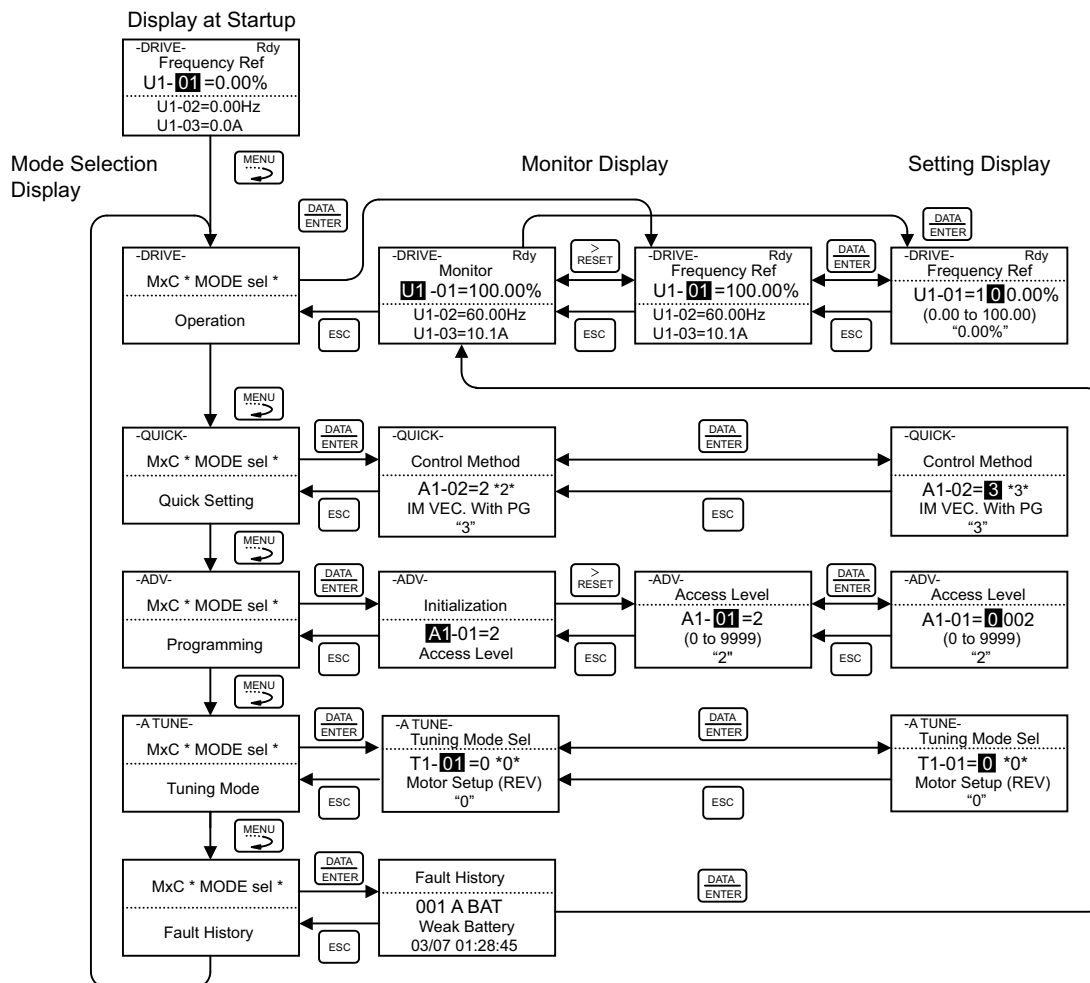 Display at Startup
-DRIVE- Rdy
Frequency Ref
U1- 01 =0.00%
U1-02=0.00Hz
U1-03=0.0A
Mode Selection
Display
MENU
Monitor Display
Setting Display
DATA
ENTER
DATA
ENTER
-DRIVE-
MxC * MODE sel *
Operation
ESC
-DRIVE- Rdy
Monitor
U1 -01=100.00%
U1-02=60.00Hz
U1-03=10.1A
>
RESET
ESC
-DRIVE- Rdy
Frequency Ref
U1- 01 =100.00%
U1-02=60.00Hz
U1-03=10.1A
DATA
ENTER
ESC
-DRIVE- Rdy
Frequency Ref
U1-01=1 0 0.00%
(0.00 to 100.00)
“0.00%”
MENU
-QUICK-
MxC * MODE sel *
Quick Setting
DATA
ENTER
ESC
-QUICK-
Control Method
A1-02=2 *2*
IM VEC. With PG
“3”
DATA
ENTER
ESC
-QUICK-
Control Method
A1-02= 3 *3*
IM VEC. With PG
“3”
MENU
-ADV-
MxC * MODE sel *
Programming
DATA
ENTER
ESC
-ADV-
Initialization
A1-01=2
Access Level
>
RESET
ESC
-ADV-
Access Level
A1- 01 =2
(0 to 9999)
“2"
DATA
ENTER
ESC
-ADV-
Access Level
A1-01= 0 002
(0 to 9999)
“2”
MENU
-A TUNE-
MxC * MODE sel *
Tuning Mode
DATA
ENTER
ESC
-A TUNE-
Tuning Mode Sel
T1- 01 =0 *0*
Motor Setup (REV)
“0”
DATA
ENTER
ESC
-A TUNE-
Tuning Mode Sel
T1-01= 0 *0*
Motor Setup (REV)
“0”
MENU
MxC * MODE sel *
Fault History
DATA
ENTER
ESC
Fault History
001 A BAT
Weak Battery
03/07 01:28:45
DATA
ENTER